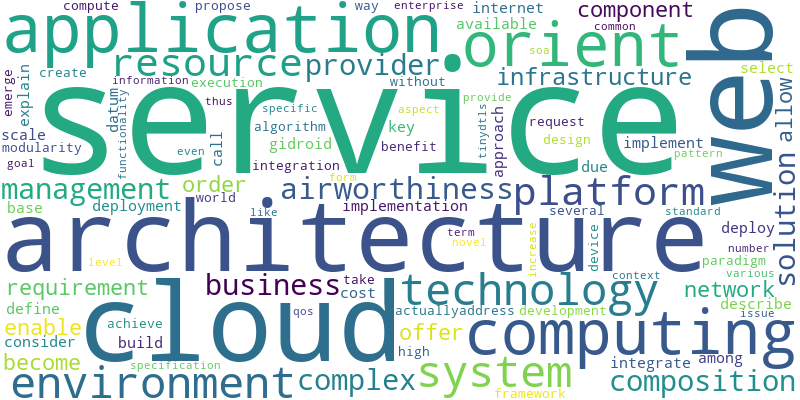 compute propose way enterprise internet component
application available common
emerge resource provider orient web
explain create information execution without soa infrastructure select
service
functionality datum thus specific aspect provide
scale algorithm key request design
modularity call even gidroid benefit tinydtls approach implement pattern allow
goal integration form due solution
management order airworthiness platform
base deployment world implementation several standard
architecture like term novel device deploy
level increase number paradigm
requirement business take context various
define cloud cost technology network
enable qos actuallyaddress development describe
consider achieve offer computing issue
become build high integrate among
environment specification complex system framework composition